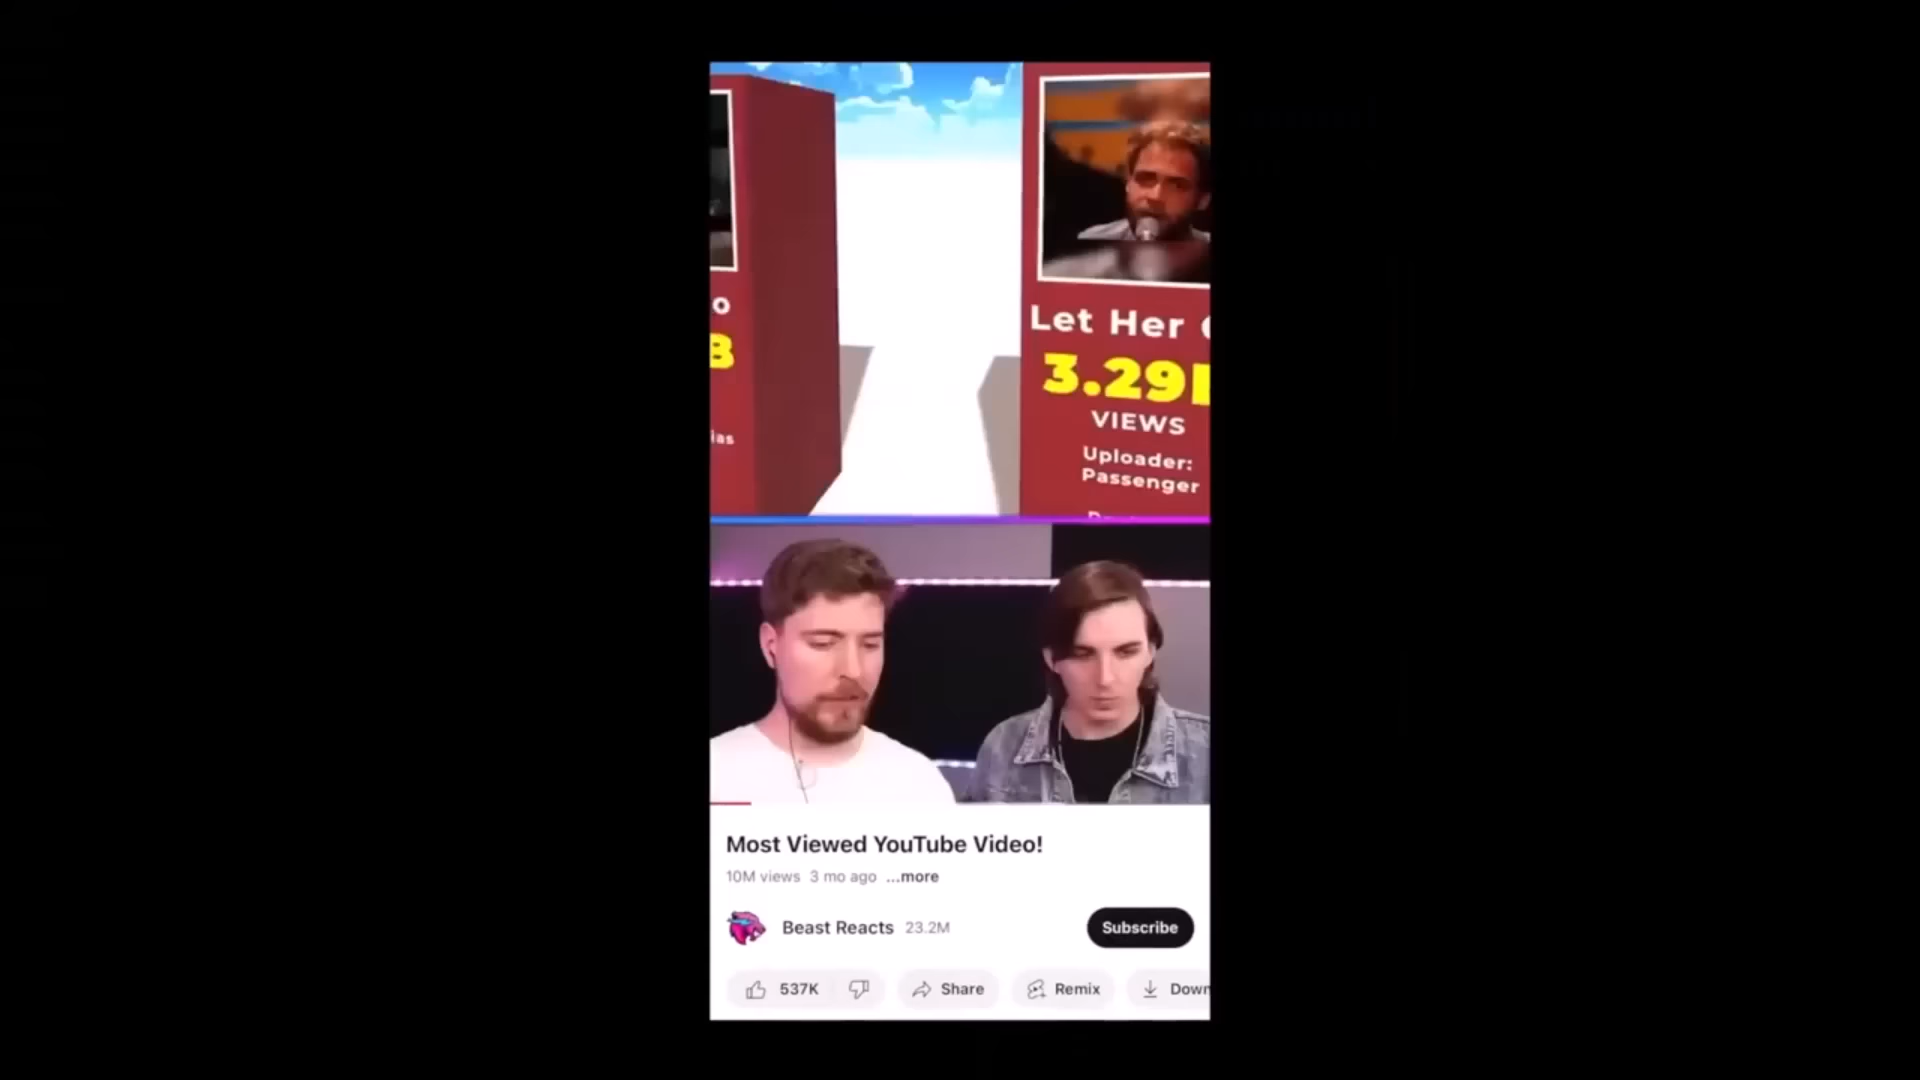 o
B
ias
Let Her
3.29
VIEWS
Uploader:
Passenger
Most Viewed YouTube Video!
10M views 3 mo ago ...more
Beast Reacts 23.2M
Subscribe
537K
Share
Remix
Down